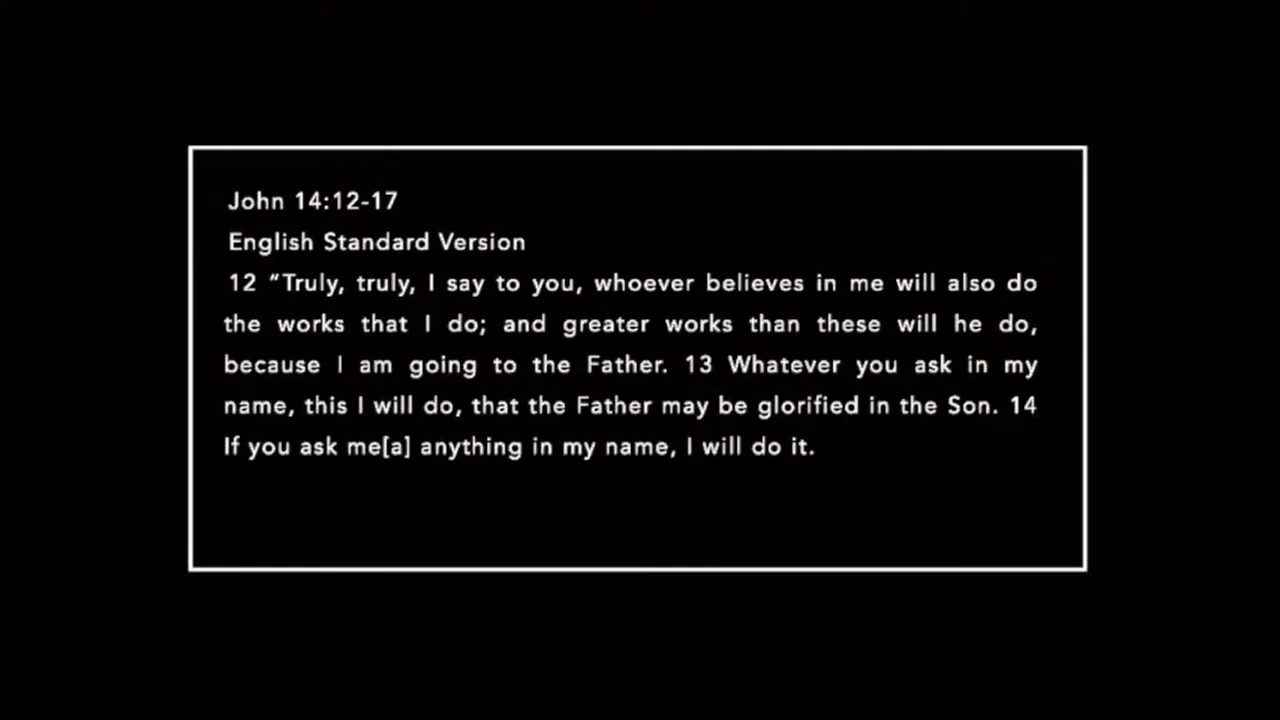 John 14:12-17
English Standard Version
12 “Truly, truly, I say to you, whoever believes in me will also do
the works that I do; and greater works than these will he do,
because I am going to the Father. 13 Whatever you ask in my
name, this I will do, that the Father may be glorified in the Son. 14
If you ask me[a] anything in my name, I will do it.